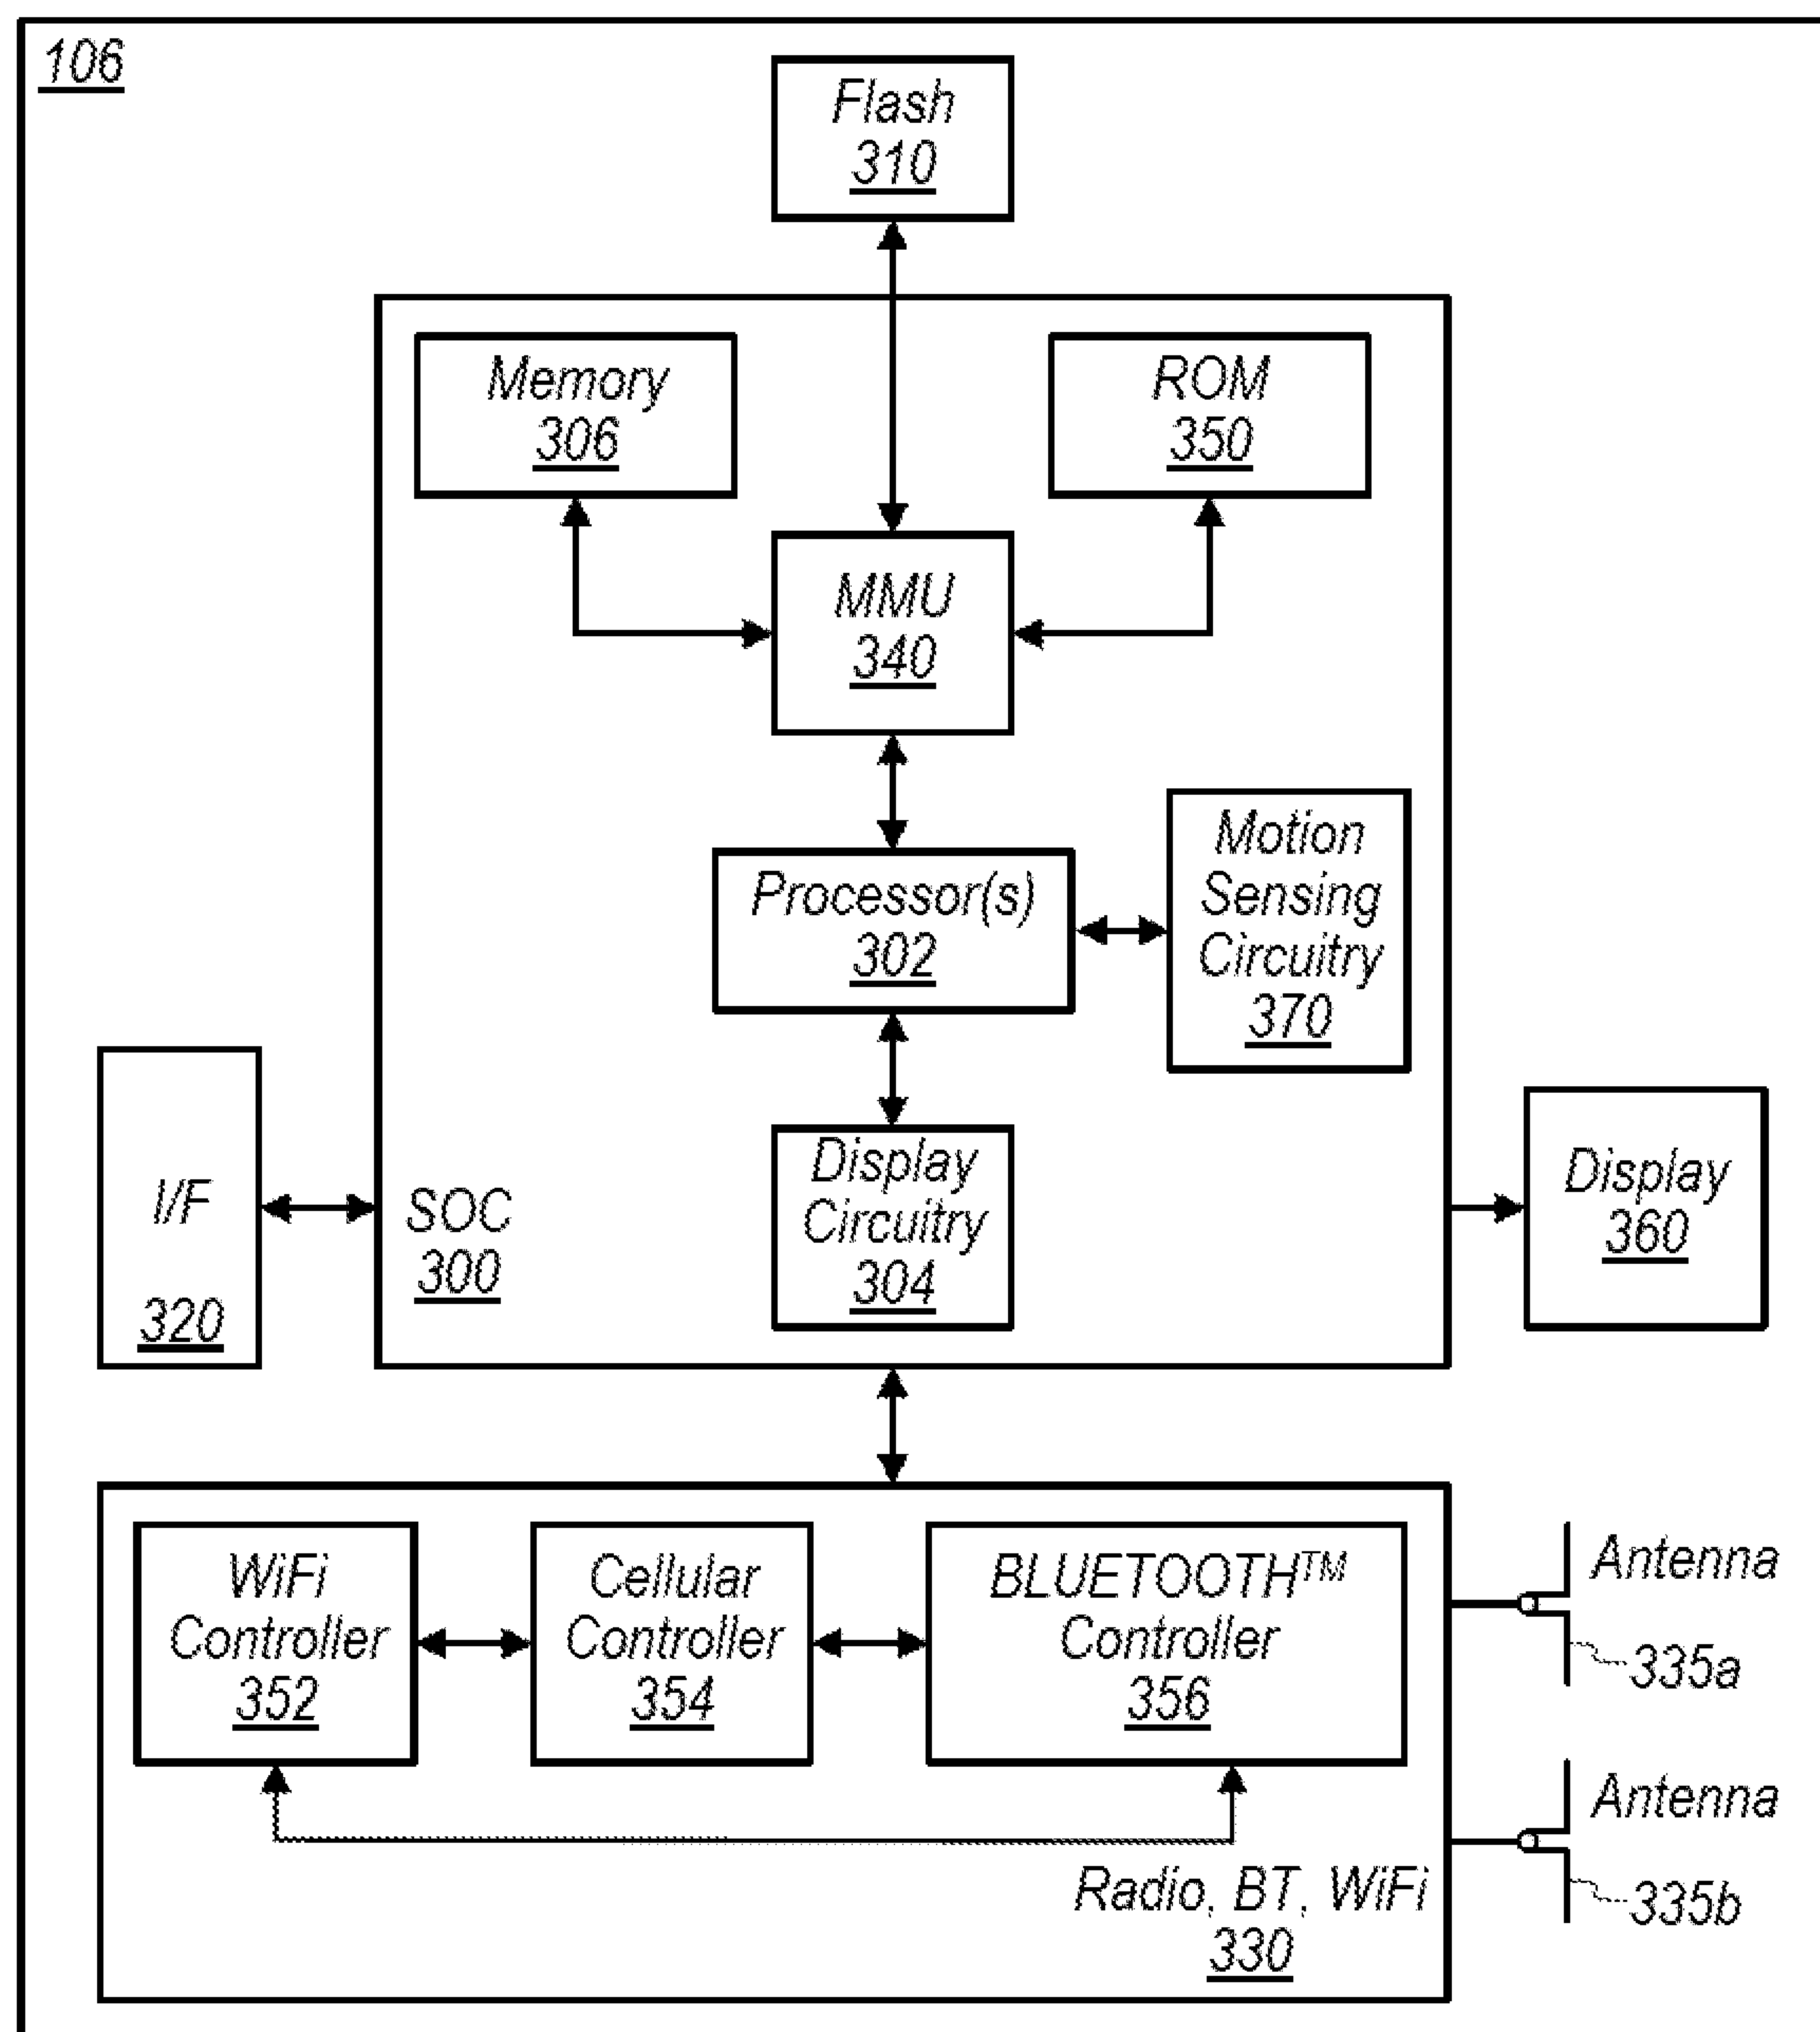 106
Flash
310
Memory
306
ROM
350
MMU
340
Processor(s)
302
Motion
Sensing
Circuitry
370
I/F
320
SOC
300
Display
Circuitry
304
Display
360
WiFi
Controller
352
Cellular
Controller
354
BLUETOOTH™
Controller
356
Radio, BT, WiFi
330
Antenna
335a
Antenna
335b